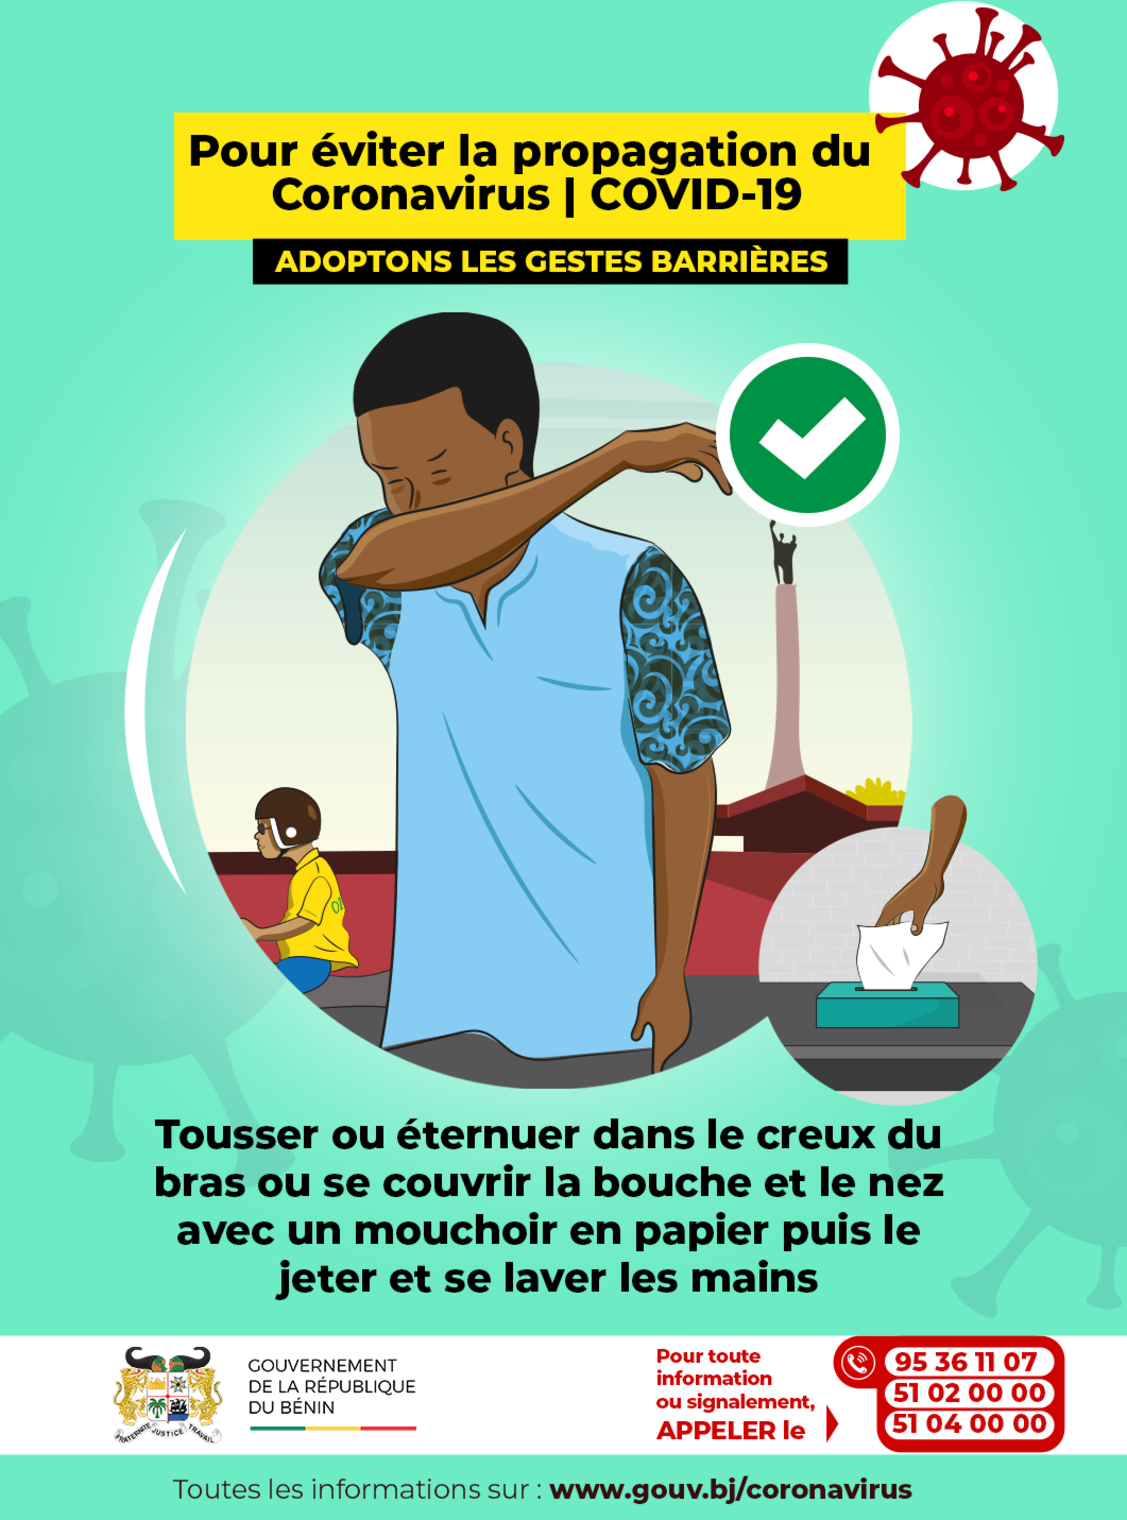 Pour éviter la propagation du
Coronavirus | COVID-19
ADOPTONS LES GESTES BARRIÈRES
Tousser ou éternuer dans le creux du
bras ou se couvrir la bouche et le nez
avec un mouchoir en papier puis le
jeter et se laver les mains
FRATERNITE JUSTICE TRAVAIL
GOUVERNEMENT
DE LA RÉPUBLIQUE
DU BÉNIN
Pour toute
information
ou signalement,
APPELER le
95 36 11 07
51 02 00 00
51 04 00 00
Toutes les informations sur : www.gouv.bj/coronavirus